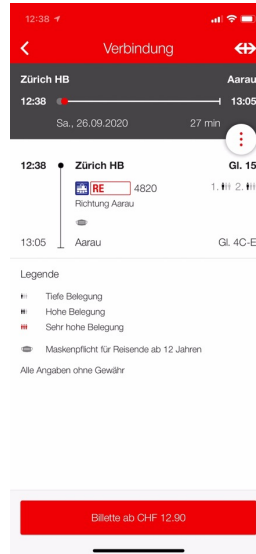 12:38
Verbindung
Zürich HB Aarau
12:38 13:05
Sa., 26.09.2020 27 min
12:38 Zürich HB Gl. 15
RE 4820 1. 2.
Richtung Aarau
13:05 Aarau Gl. 4C-E
Legende
Tiefe Belegung
Hohe Belegung
Sehr hohe Belegung
Maskenpflicht für Reisende ab 12 Jahren
Alle Angaben ohne Gewähr
Billette ab CHF 12.90